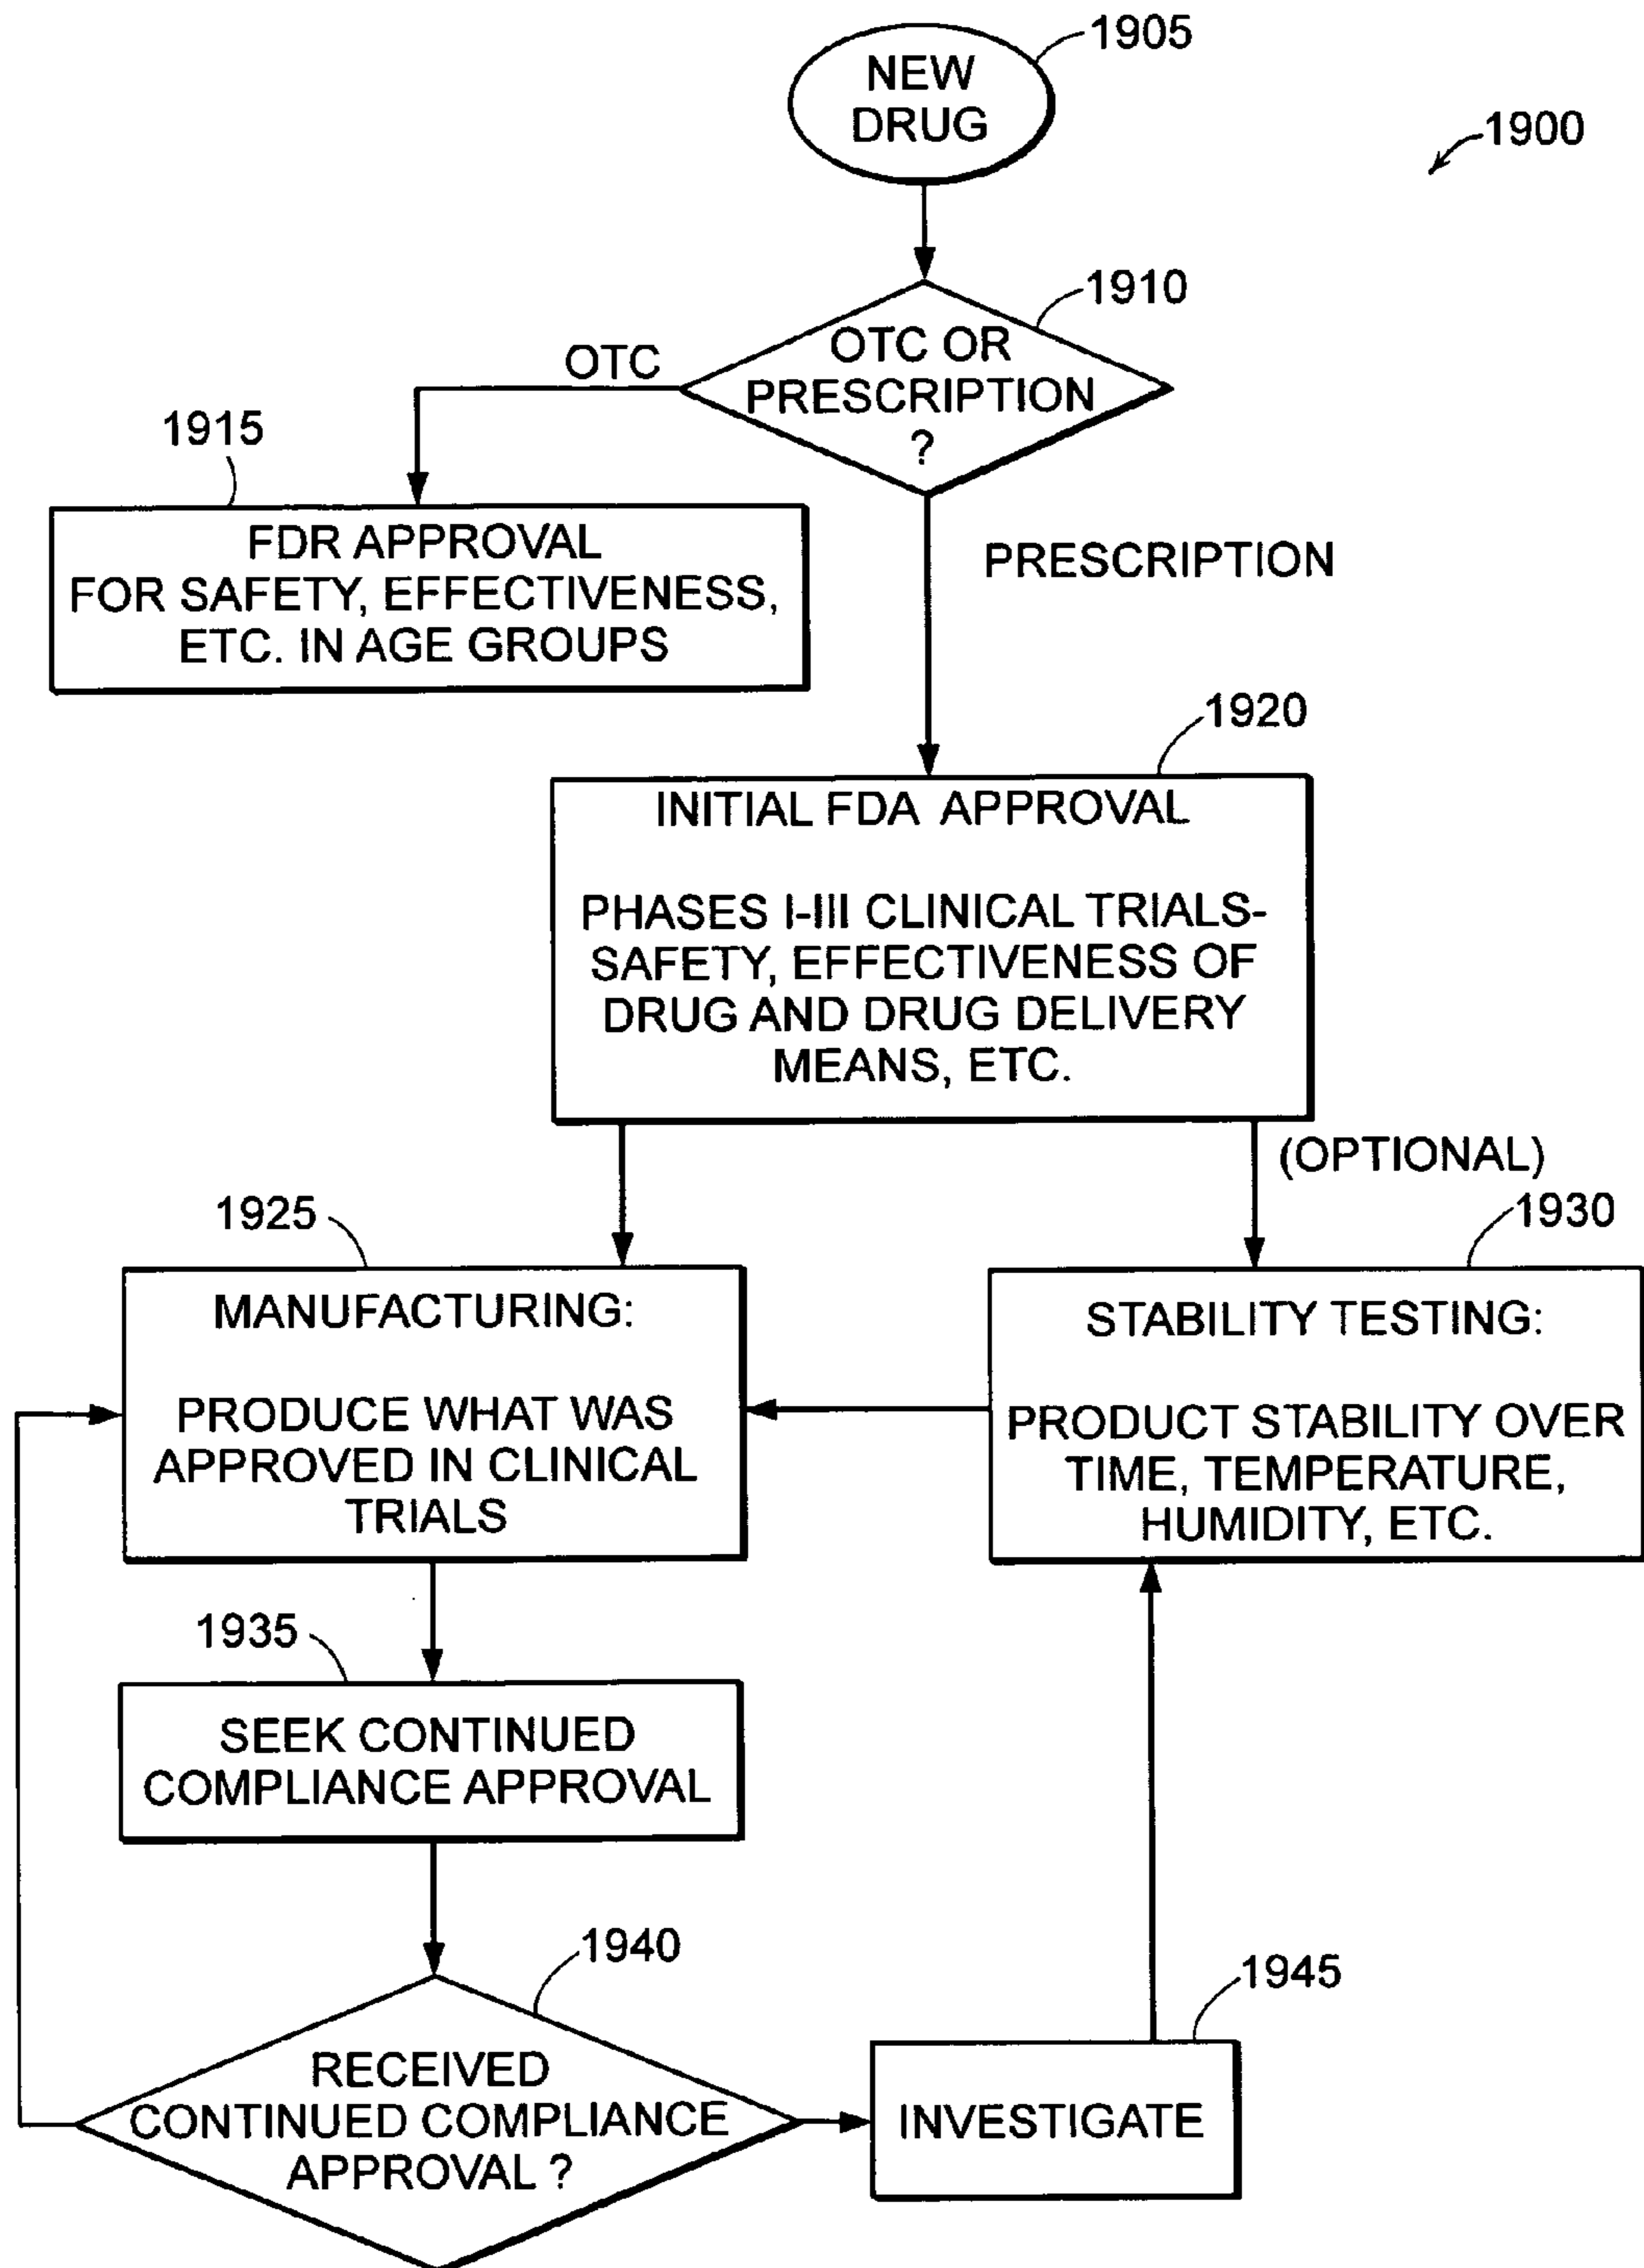 1905
NEW
DRUG
1900
1910
OTC OR
PRESCRIPTION
?
OTC
1915
FDR APPROVAL
FOR SAFETY, EFFECTIVENESS,
ETC. IN AGE GROUPS
PRESCRIPTION
1920
INITIAL FDA APPROVAL
PHASES I-III CLINICAL TRIALS-
SAFETY, EFFECTIVENESS OF
DRUG AND DRUG DELIVERY
MEANS, ETC.
(OPTIONAL)
1925
MANUFACTURING:
PRODUCE WHAT WAS
APPROVED IN CLINICAL
TRIALS
1930
STABILITY TESTING:
PRODUCT STABILITY OVER
TIME, TEMPERATURE,
HUMIDITY, ETC.
1935
SEEK CONTINUED
COMPLIANCE APPROVAL
1940
RECEIVED
CONTINUED COMPLIANCE
APPROVAL ?
1945
INVESTIGATE